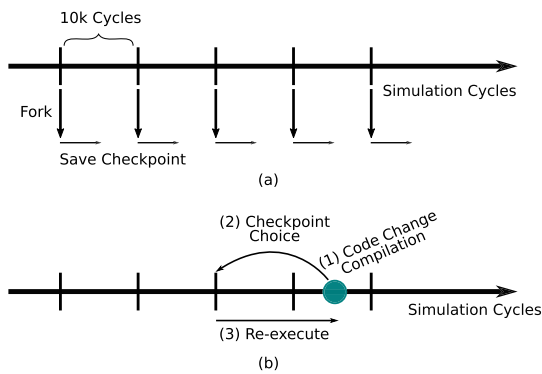 10k Cycles
Simulation Cycles
Fork
Save Checkpoint
(a)
(2) Checkpoint
Choice
(1) Code Change
Compilation
Simulation Cycles
(3) Re-execute
(b)